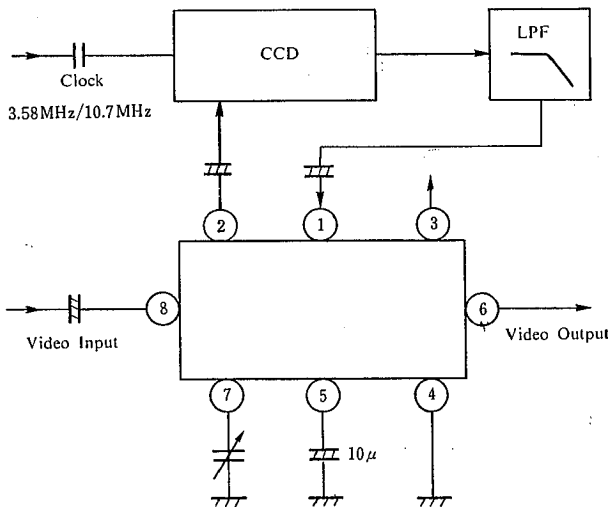 LPF
CCD
Clock
3.58MHz/10.7MHz
2
1
3
8
6
Video Input
Video Output
7
5
4
10μ